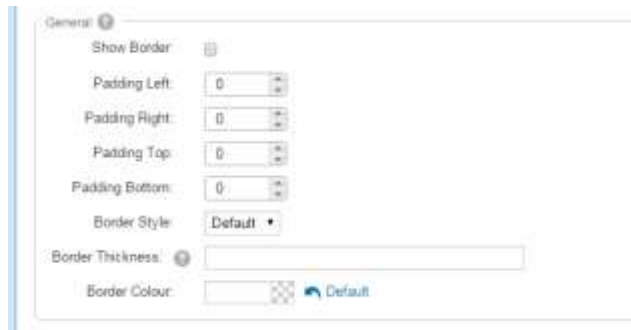 General
Show Border:
Padding Left: 0
Padding Right: 0
Padding Top: 0
Padding Bottom: 0
Border Style: Default
Border Thickness:
Border Colour: Default